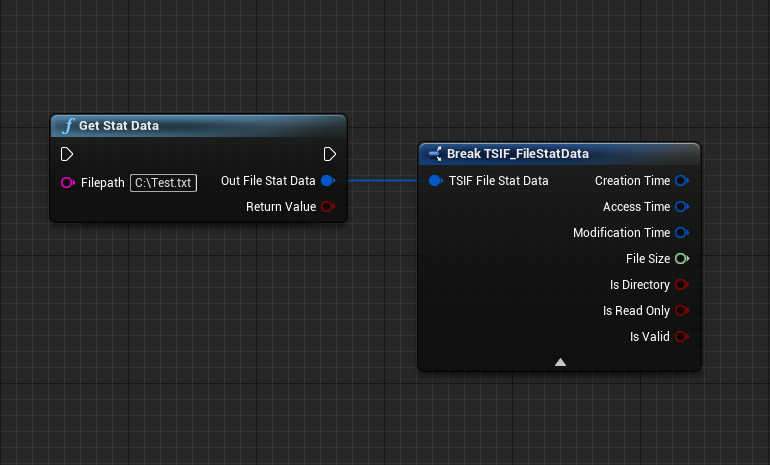 Get Stat Data
Filepath C:\Test.txt
Out File Stat Data
Return Value
Break TSIF_FileStatData
TSIF File Stat Data
Creation Time
Access Time
Modification Time
File Size
Is Directory
Is Read Only
Is Valid